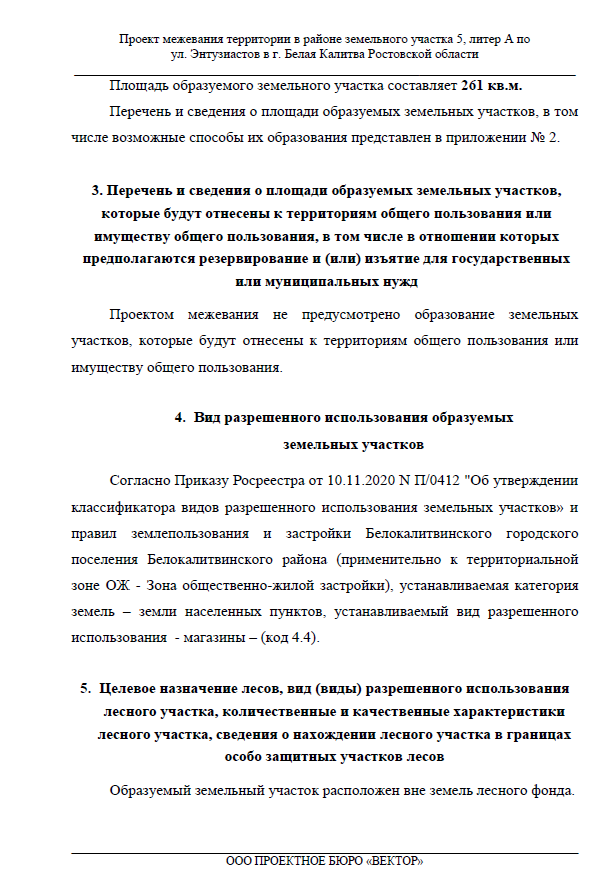 Проект межевания территории в районе земельного участка 5, литер А по
ул. Энтузиастов в г. Белая Калитва Ростовской области
Площадь образуемого земельного участка составляет 261 кв.м.
Перечень и сведения о площади образуемых земельных участков, в том
числе возможные способы их образования представлен в приложении № 2.
3. Перечень и сведения о площади образуемых земельных участков,
которые будут отнесены к территориям общего пользования или
имуществу общего пользования, в том числе в отношении которых
предполагаются резервирование и (или) изъятие для государственных
или муниципальных нужд
Проектом межевания не предусмотрено образование земельных
участков, которые будут отнесены к территориям общего пользования или
имуществу общего пользования.
4. Вид разрешенного использования образуемых
земельных участков
Согласно Приказу Росреестра от 10.11.2020 N П/0412 "Об утверждении
классификатора видов разрешенного использования земельных участков» и
правил землепользования и застройки Белокалитвинского городского
поселения Белокалитвинского района (применительно к территориальной
зоне ОЖ - Зона общественно-жилой застройки), устанавливаемая категория
земель – земли населенных пунктов, устанавливаемый вид разрешенного
использования - магазины – (код 4.4).
5. Целевое назначение лесов, вид (виды) разрешенного использования
лесного участка, количественные и качественные характеристики
лесного участка, сведения о нахождении лесного участка в границах
особо защитных участков лесов
Образуемый земельный участок расположен вне земель лесного фонда.
ООО ПРОЕКТНОЕ БЮРО «ВЕКТОР»